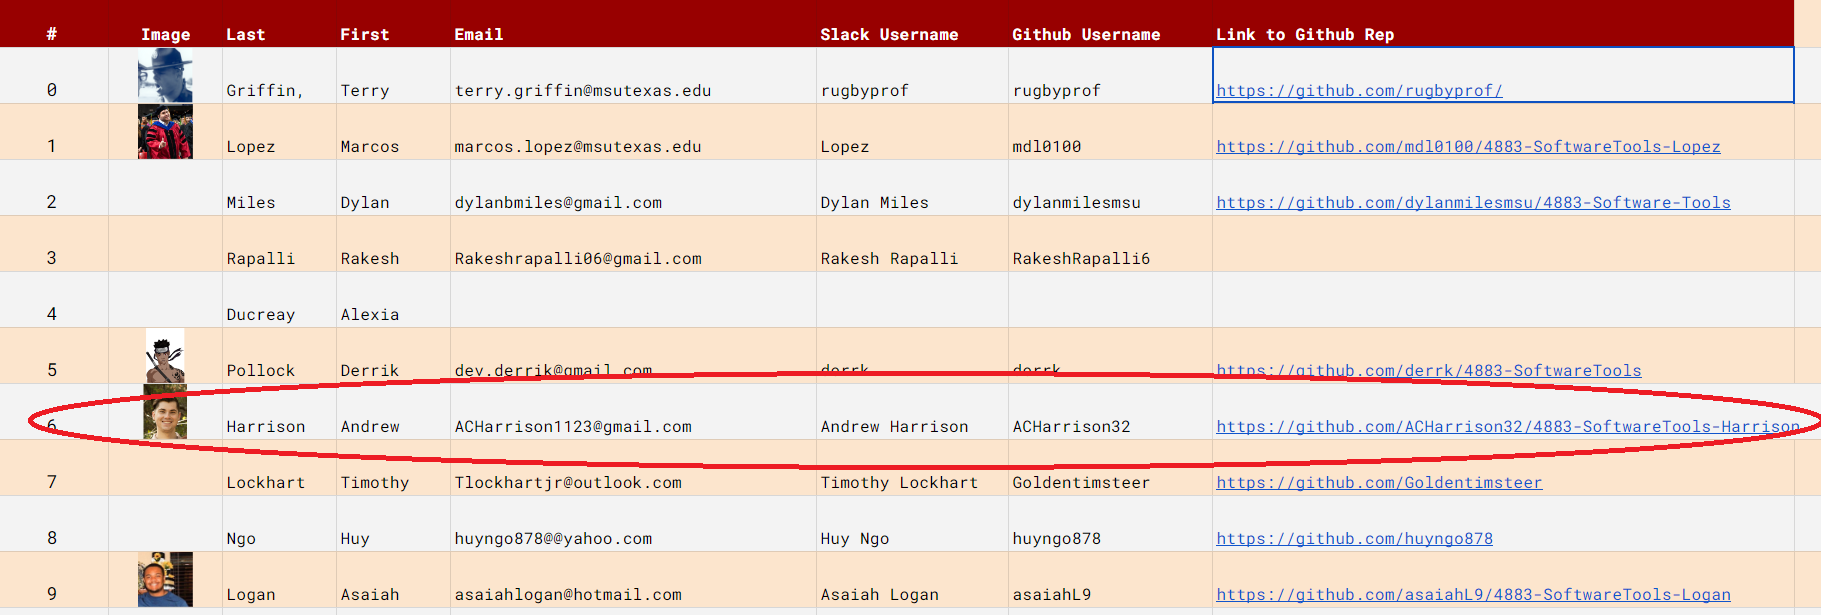 # Image Last First Email Slack Username Github Username Link to Github Rep
0 Griffin, Terry terry.griffin@msutexas.edu rugbyprof rugbyprof https://github.com/rugbyprof/
1 Lopez Marcos marcos.lopez@msutexas.edu Lopez mdl0100 https://github.com/mdl0100/4883-SoftwareTools-Lopez
2 Miles Dylan dylanbmiles@gmail.com Dylan Miles dylanmilesmsu https://github.com/dylanmilesmsu/4883-Software-Tools
3 Rapalli Rakesh Rakeshrapalli06@gmail.com Rakesh Rapalli RakeshRapalli6
4 Ducreay Alexia
5 Pollock Derrik dev.derrik@gmail.com derrk derrk https://github.com/derrk/4883-SoftwareTools
6 Harrison Andrew ACHarrison1123@gmail.com Andrew Harrison ACHarrison32 https://github.com/ACHarrison32/4883-SoftwareTools-Harrison
7 Lockhart Timothy Tlockhartjr@outlook.com Timothy Lockhart Goldentimsteer https://github.com/Goldentimsteer
8 Ngo Huy huyngo878@@yahoo.com Huy Ngo huyngo878 https://github.com/huyngo878
9 Logan Asaiah asaiahlogan@hotmail.com Asaiah Logan asaiahL9 https://github.com/asaiahL9/4883-SoftwareTools-Logan